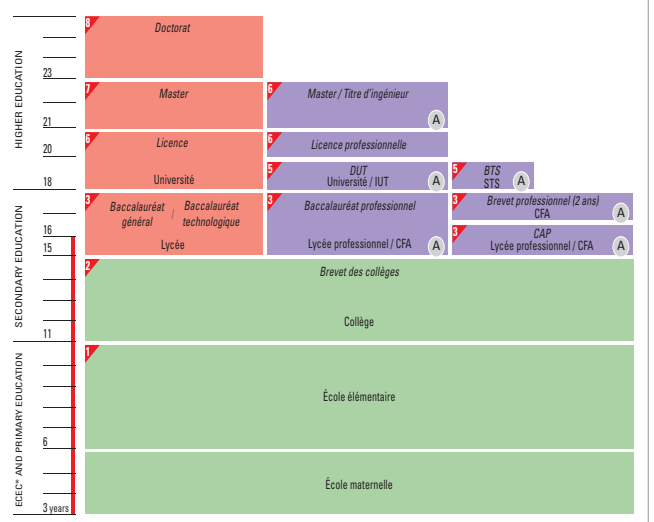 HIGHER EDUCATION
SECONDARY EDUCATION
ECEC* AND PRIMARY EDUCATION
23
21
20
18
16
15
11
6
3 years
8
Doctorat
7
Master
6
Master / Titre d'ingénieur
A
6
Licence
6
Licence professionnelle
Université
5
DUT
Université / IUT
A
5
BTS
STS
A
3
Baccalauréat général / Baccalauréat technologique
Lycée
3
Baccalauréat professionnel
Lycée professionnel / CFA
A
3
Brevet professionnel (2 ans)
CFA
A
3
CAP
Lycée professionnel / CFA
A
2
Brevet des collèges
Collège
1
École élémentaire
École maternelle